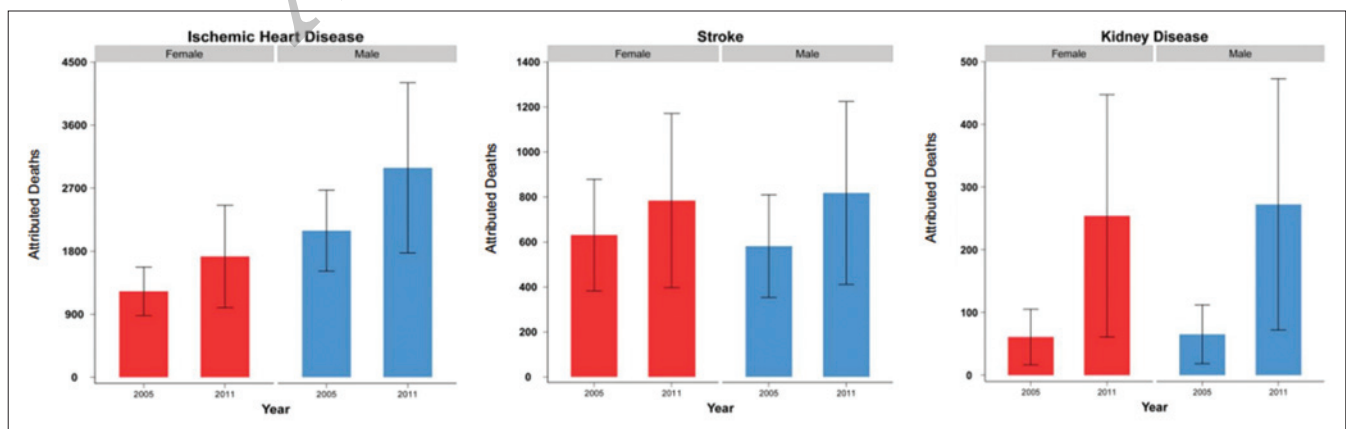 Ischemic Heart Disease
Female Male
Attributed Deaths
4500
3600
2700
1800
900
0
2005 2011 2005 2011
Year
Stroke
Female Male
Attributed Deaths
1400
1200
1000
800
600
400
200
0
2005 2011 2005 2011
Year
Kidney Disease
Female Male
Attributed Deaths
500
400
300
200
100
0
2005 2011 2005 2011
Year